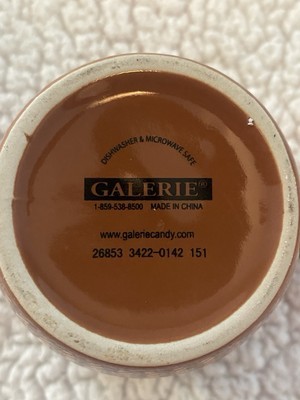 DISHWASHER & MICROWAVE SAFE
GALERIE
1-859-538-8500 MADE IN CHINA
www.galeriecandy.com
26853 3422-0142 151